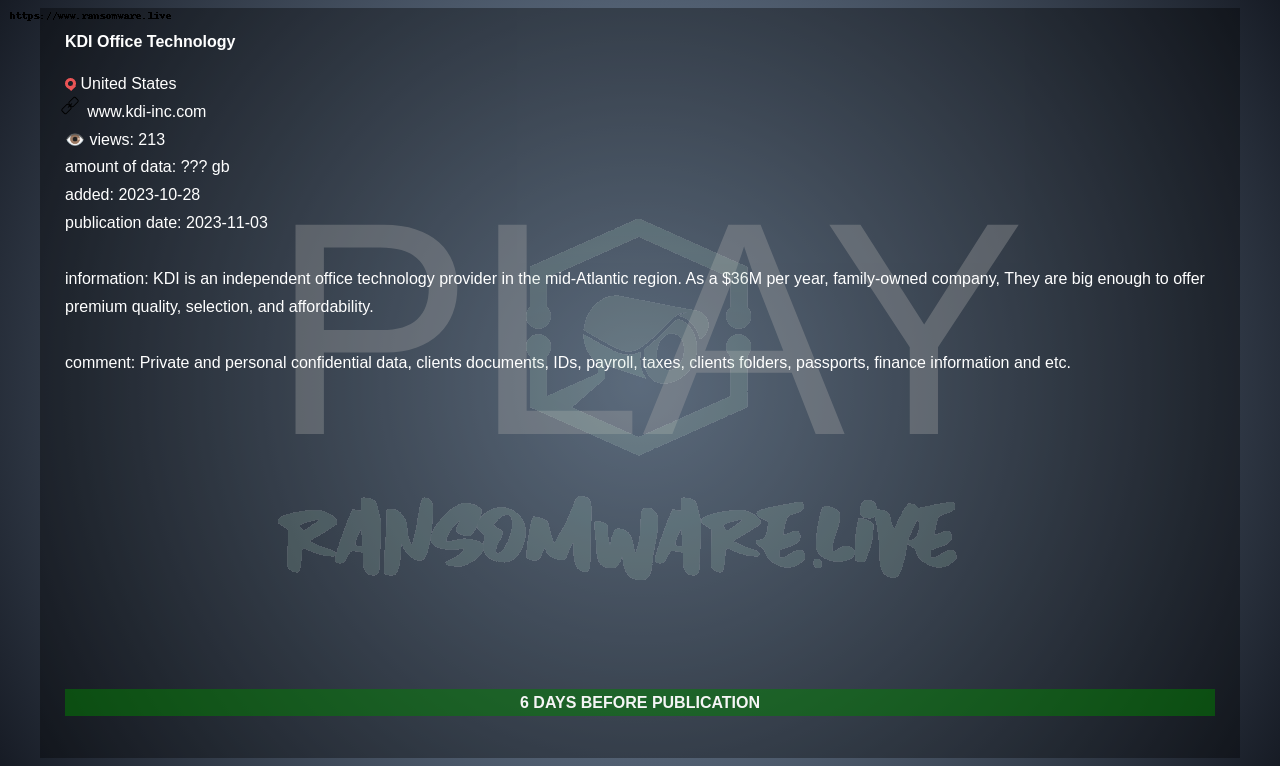 https://www.ransomware.live
KDI Office Technology
United States
www.kdi-inc.com
views: 213
amount of data: ??? gb
added: 2023-10-28
publication date: 2023-11-03
PLAY
information: KDI is an independent office technology provider in the mid-Atlantic region. As a $36M per year, family-owned company, They are big enough to offer
premium quality, selection, and affordability.
comment: Private and personal confidential data, clients documents, IDs, payroll, taxes, clients folders, passports, finance information and etc.
RANSOMWARE.LIVE
6 DAYS BEFORE PUBLICATION